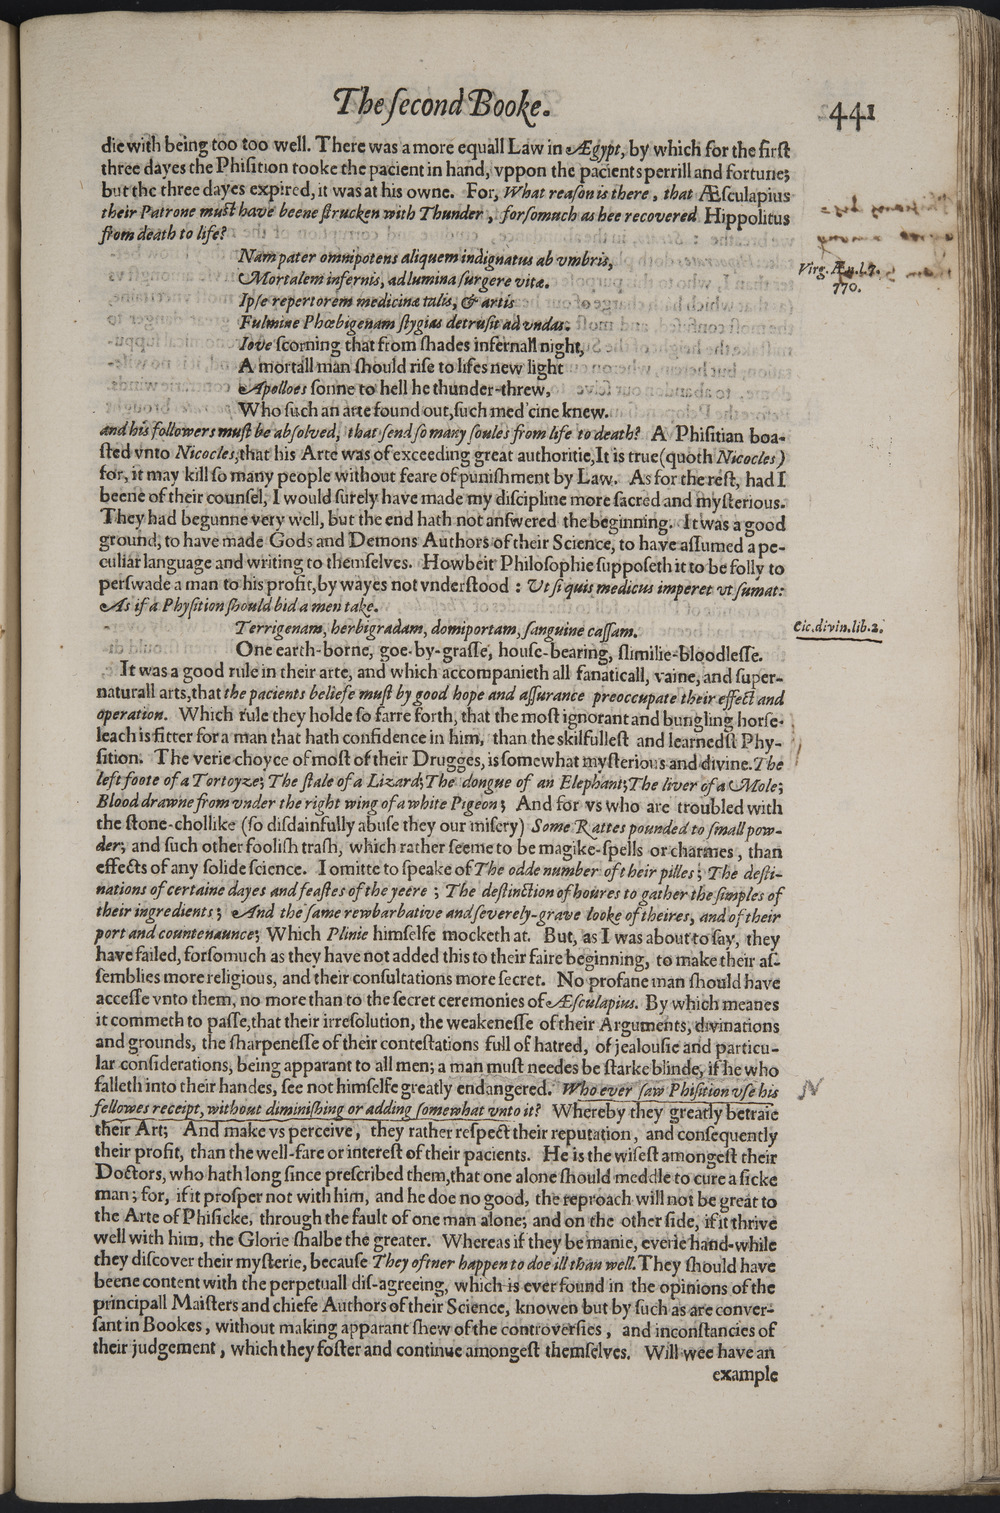 The ſecond Booke.
441
die with being too too well. There was a more equall Law in Ægypt, by which for the firſt
three dayes the Phiſition tooke the pacient in hand, vppon the pacients perrill and fortune;
but the three dayes expired, it was at his owne. For, What reaſon is there, that Æſculapius
their Patrone muſt have beene ſtrucken with Thunder, forſomuch as hee recovered Hippolitus
from death to life?
Nam pater omnipotens aliquem indignatus ab vmbris,
Mortalem infernis, ad lumina ſurgere vitæ.
Ipſe repertorem medicinæ talis, & artis
Fulmine Phœbigenam ſtygias detruſit ad vndas.
Iove ſcorning that from ſhades infernall night,
A mortall man ſhould riſe to lifes new light
Apolloes ſonne to hell he thunder-threw,
Who ſuch an arte found out, ſuch med'cine knew.
Virg. Æn. l. 7.
770.
and his followers muſt be abſolved, that ſend ſo many ſoules from life to death? A Phiſitian boa-
ſted vnto Nicocles, that his Arte was of exceeding great authoritie, It is true (quoth Nicocles)
for, it may kill ſo many people without feare of puniſhment by Law. As for the reſt, had I
beene of their counſel, I would ſurely have made my diſcipline more ſacred and myſterious.
They had begunne very well, but the end hath not anſwered the beginning. It was a good
ground, to have made Gods and Demons Authors of their Science, to have aſſumed a pe-
culiar language and writing to themſelves. Howbeit Philoſophie ſuppoſeth it to be folly to
perſwade a man to his profit, by wayes not vnderſtood : Vt ſi quis medicus imperet vt ſumat:
As if a Phyſition ſhould bid a men take.
Terrigenam, herbigradam, domiportam, ſanguine caſſam.
Cic. divin. lib. 2.
One earth-borne, goe-by-graſſe, houſe-bearing, ſlimilie-bloodleſſe.
It was a good rule in their arte, and which accompanieth all fanaticall, vaine, and ſuper-
naturall arts, that the pacients beliefe muſt by good hope and aſſurance preoccupate their effect and
operation. Which rule they holde ſo farre forth, that the moſt ignorant and bungling horſe-
leach is fitter for a man that hath confidence in him, than the skilfulleſt and learnedſt Phy-
ſition. The verie choyce of moſt of their Drugges, is ſomewhat myſterious and divine. The
left foote of a Tortoyze; The ſtale of a Lizard; The dongue of an Elephant; The liver of a Mole;
Blood drawne from vnder the right wing of a white Pigeon; And for vs who are troubled with
the ſtone-chollike (ſo diſdainfully abuſe they our miſery) Some Rattes pounded to ſmall pow-
der; and ſuch other fooliſh traſh, which rather ſeeme to be magike-ſpells or charmes, than
effects of any ſolide ſcience. I omitte to ſpeake of The odde number of their pilles; The deſti-
nations of certaine dayes and feaſtes of the yeere ; The deſtinction of houres to gather the ſimples of
their ingredients; And the ſame rewbarbative and ſeverely-grave looke of theires, and of their
port and countenaunce; Which Plinie himſelfe mocketh at. But, as I was about to ſay, they
have failed, forſomuch as they have not added this to their faire beginning, to make their aſ-
ſemblies more religious, and their conſultations more ſecret. No profane man ſhould have
acceſſe vnto them, no more than to the ſecret ceremonies of Æſculapius. By which meanes
it commeth to paſſe, that their irreſolution, the weakeneſſe of their Arguments, divinations
and grounds, the ſharpeneſſe of their conteſtations full of hatred, of jealouſie and particu-
lar conſiderations, being apparant to all men; a man muſt needes be ſtarke blinde, if he who
falleth into their handes, ſee not himſelfe greatly endangered. Who ever ſaw Phiſition vſe his
fellowes receipt, without diminiſhing or adding ſomewhat vnto it? Whereby they greatly betraie
their Art; And make vs perceive, they rather reſpect their reputation, and conſequently
their profit, than the well-fare or intereſt of their pacients. He is the wiſeſt amongeſt their
Doctors, who hath long ſince preſcribed them, that one alone ſhould meddle to cure a ſicke
man; for, if it proſper not with him, and he doe no good, the reproach will not be great to
the Arte of Phiſicke, through the fault of one man alone; and on the other ſide, if it thrive
well with him, the Glorie ſhalbe the greater. Whereas if they be manie, everie hand-while
they diſcover their myſterie, becauſe They oftner happen to doe ill than well. They ſhould have
beene content with the perpetuall diſ-agreeing, which is ever found in the opinions of the
principall Maiſters and chiefe Authors of their Science, knowen but by ſuch as are conver-
ſant in Bookes, without making apparant ſhew of the controverſies, and inconſtancies of
their judgement, which they foſter and continue amongeſt themſelves. Will wee have an
example